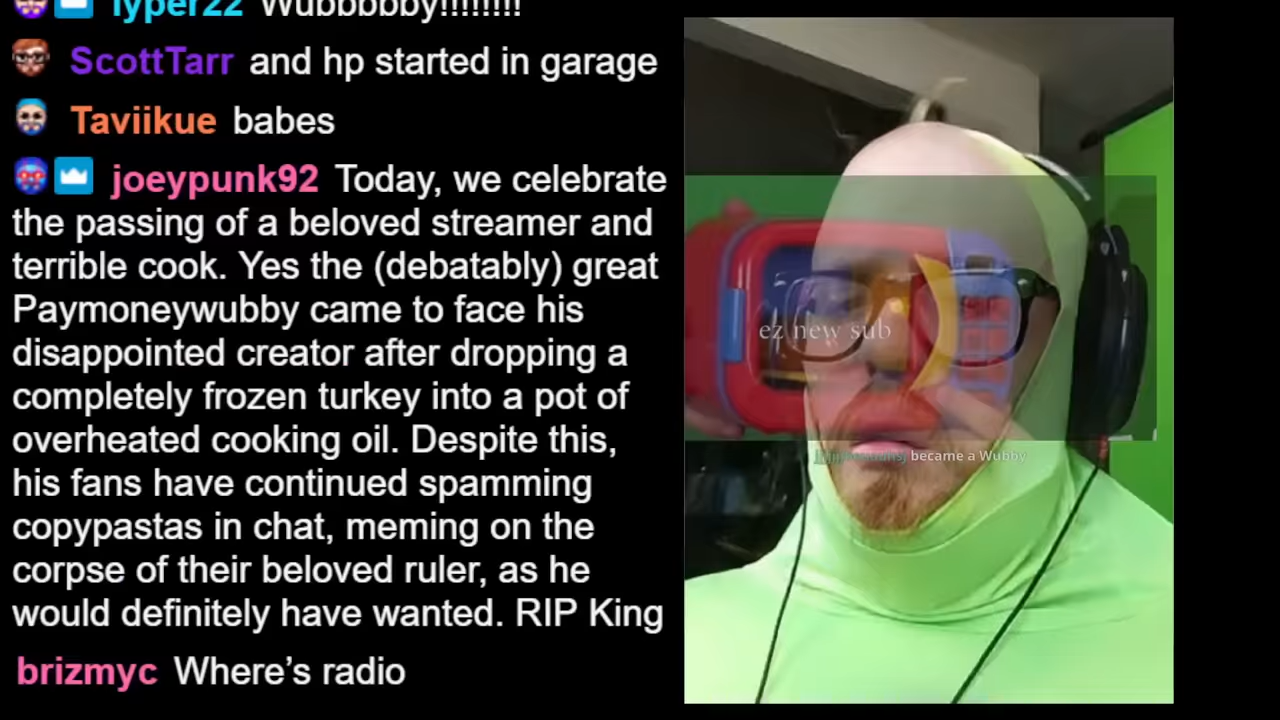 Typer22 Wubbbbby!!!!!!!!
ScottTarr and hp started in garage
Taviikue babes
joeypunk92 Today, we celebrate
the passing of a beloved streamer and
terrible cook. Yes the (debatably) great
Paymoneywubby came to face his
disappointed creator after dropping a
completely frozen turkey into a pot of
overheated cooking oil. Despite this,
his fans have continued spamming
copypastas in chat, meming on the
corpse of their beloved ruler, as he
would definitely have wanted. RIP King
brizmyc Where’s radio
ez new sub
became a Wubby